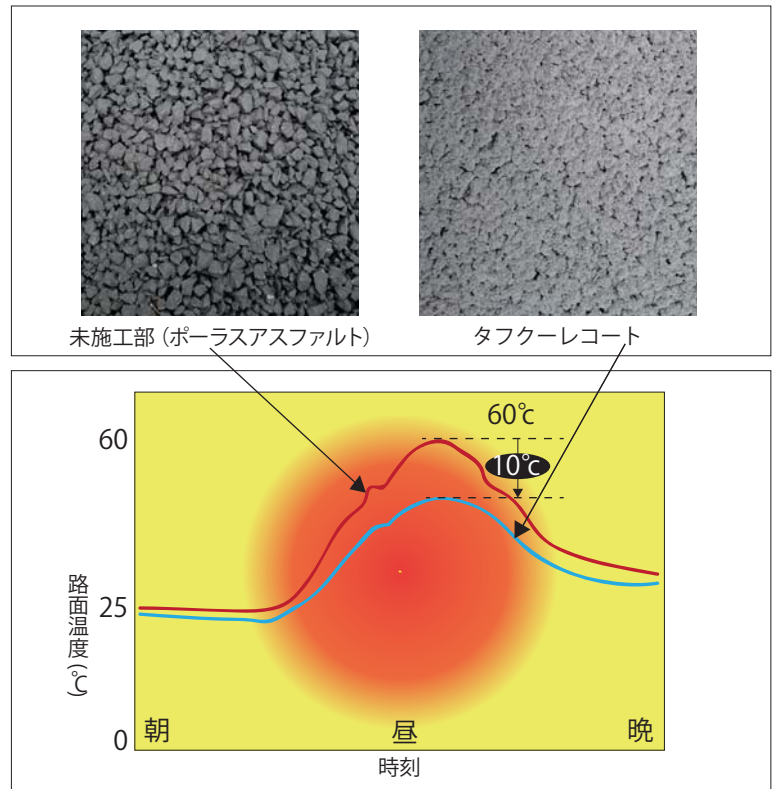 未施工部（ポーラスアスファルト）
タフクーレコート
60℃
60
10℃
路面温度（℃）
25
0
朝
昼
晩
時刻